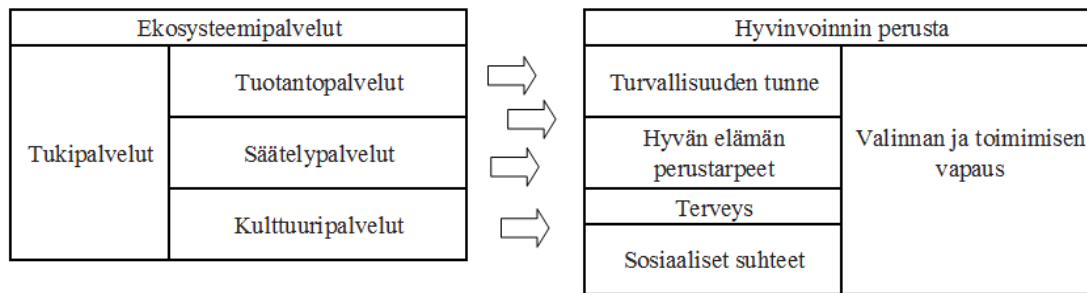 Ekosysteemipalvelut
Tukipalvelut
Tuotantopalvelut
Säätelypalvelut
Kulttuuripalvelut
Hyvinvoinnin perusta
Turvallisuuden tunne
Hyvän elämän
perustarpeet
Terveys
Sosiaaliset suhteet
Valinnan ja toimimisen
vapaus